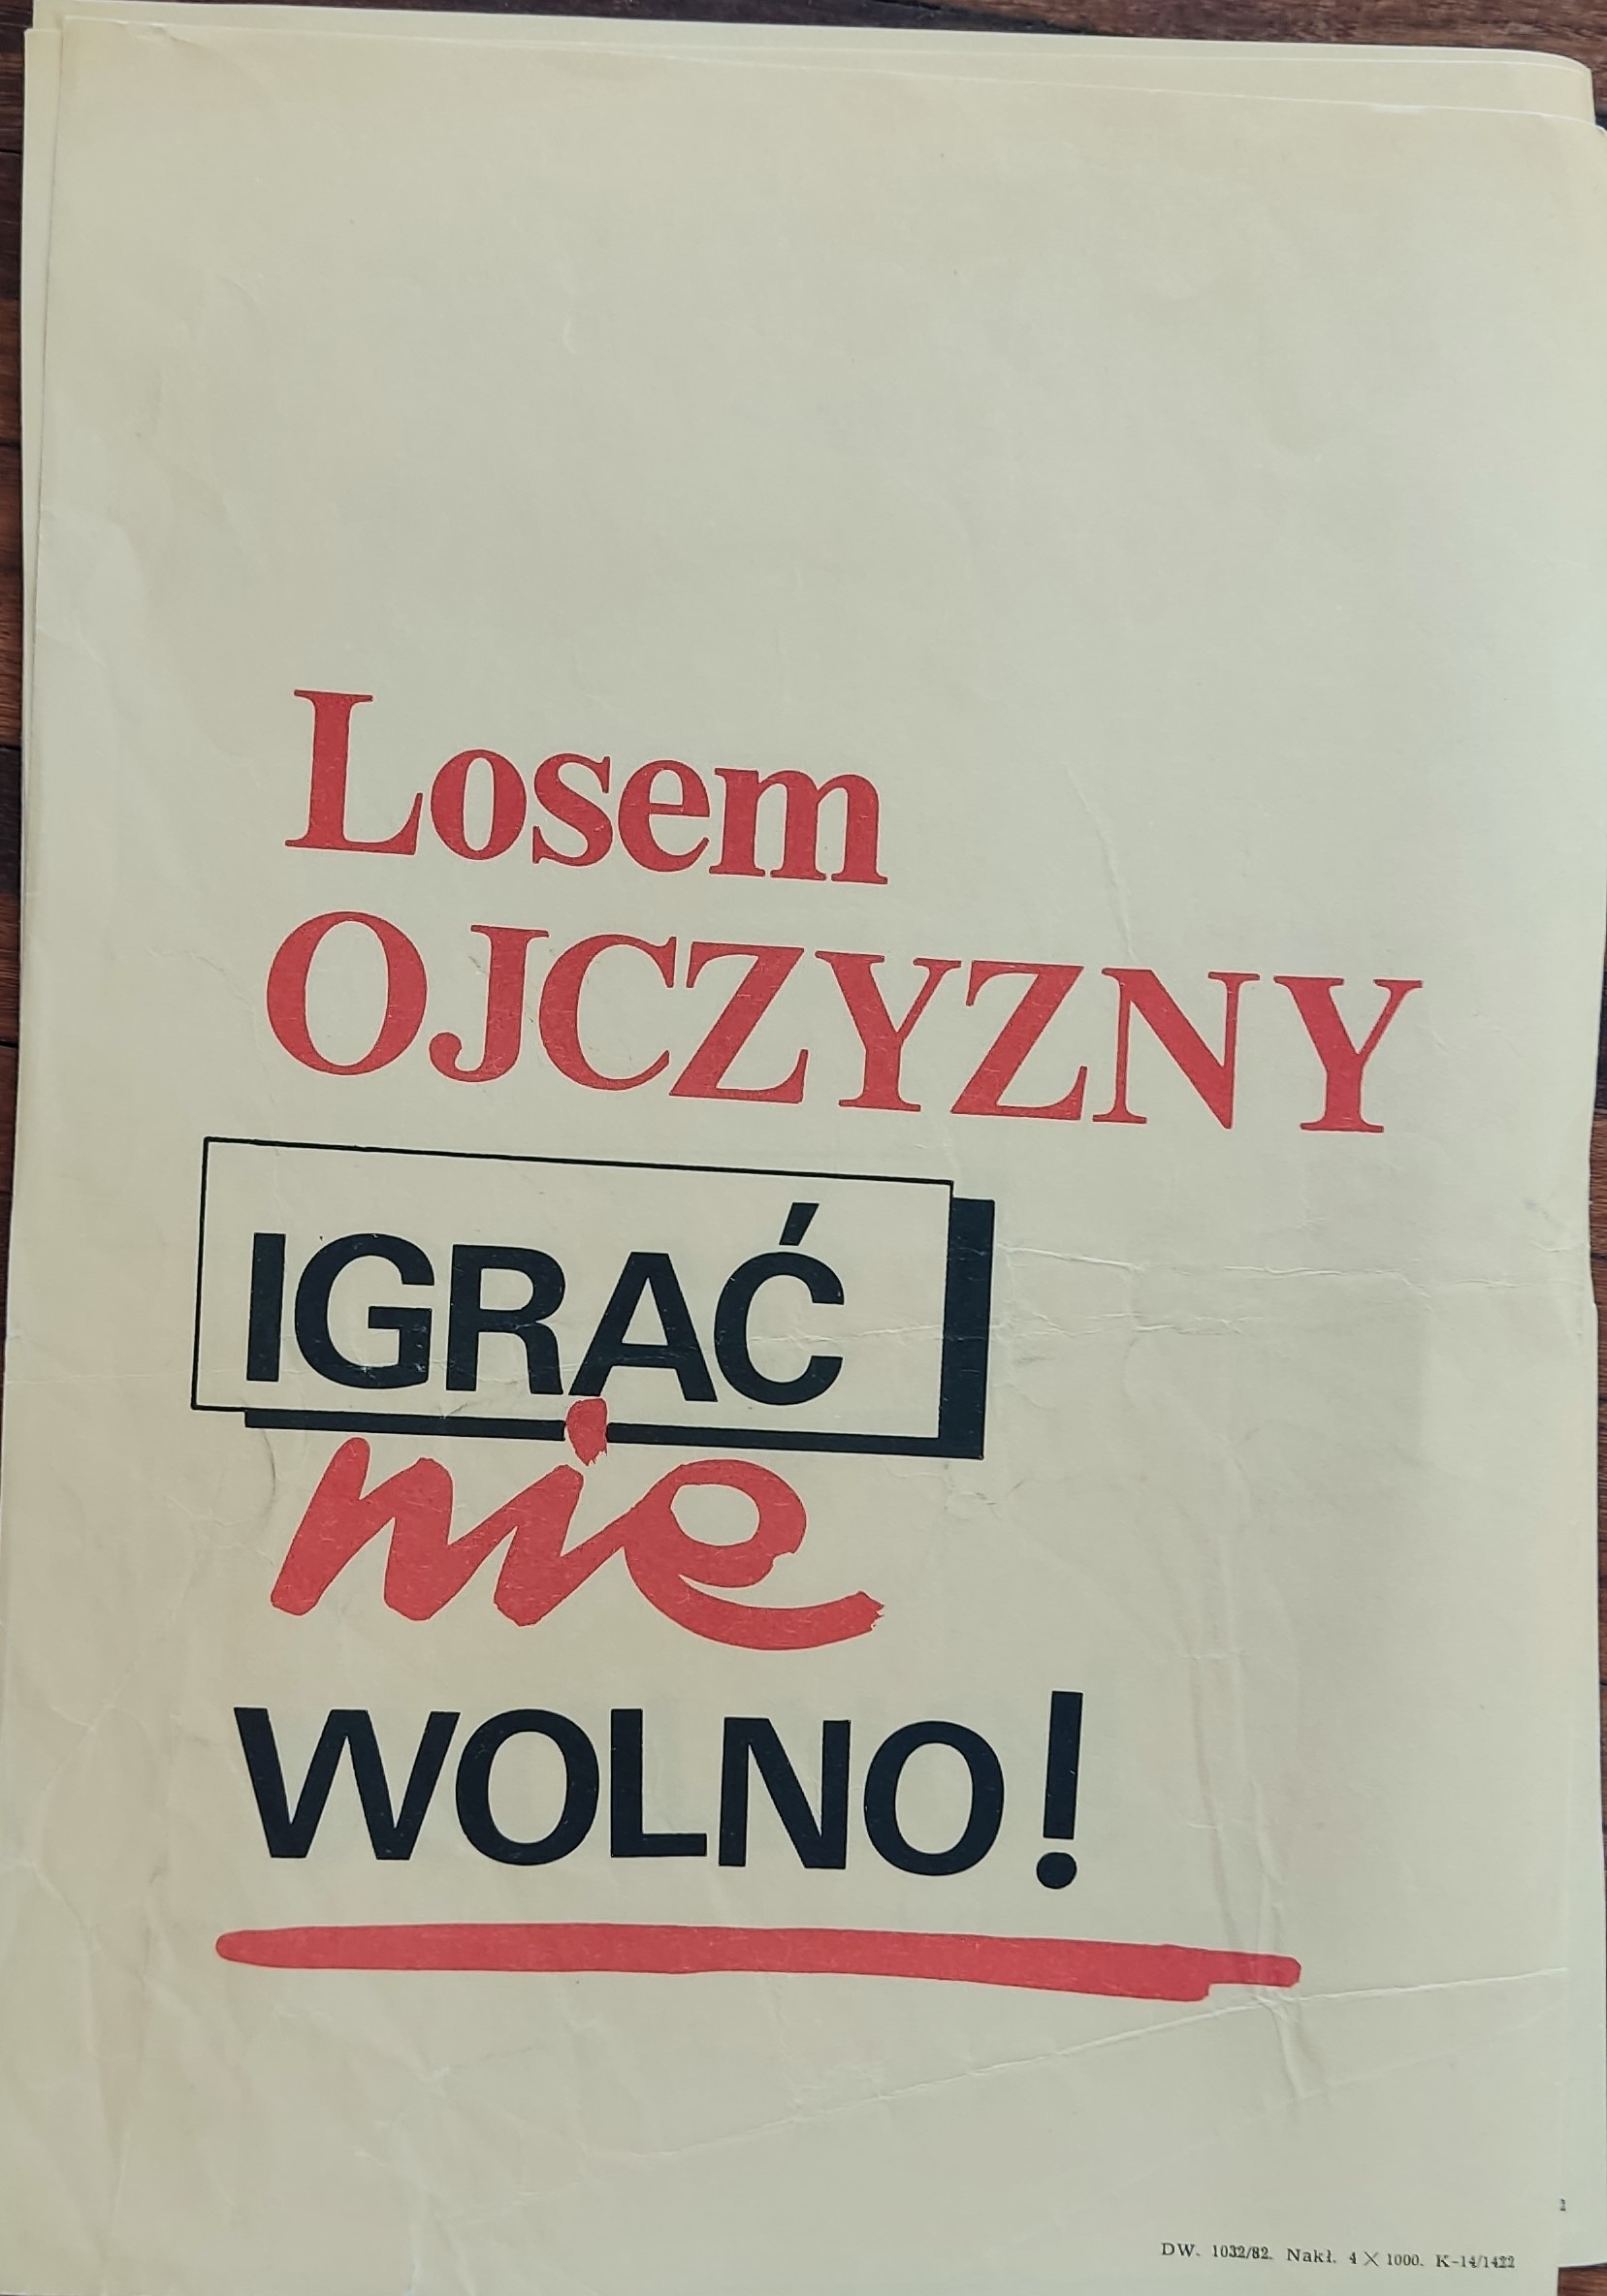 Losem
OJCZYZNY
IGRAĆ
nie
WOLNO!
DW. 1032/82. Nakł. 4 X 1000. K-14/1422